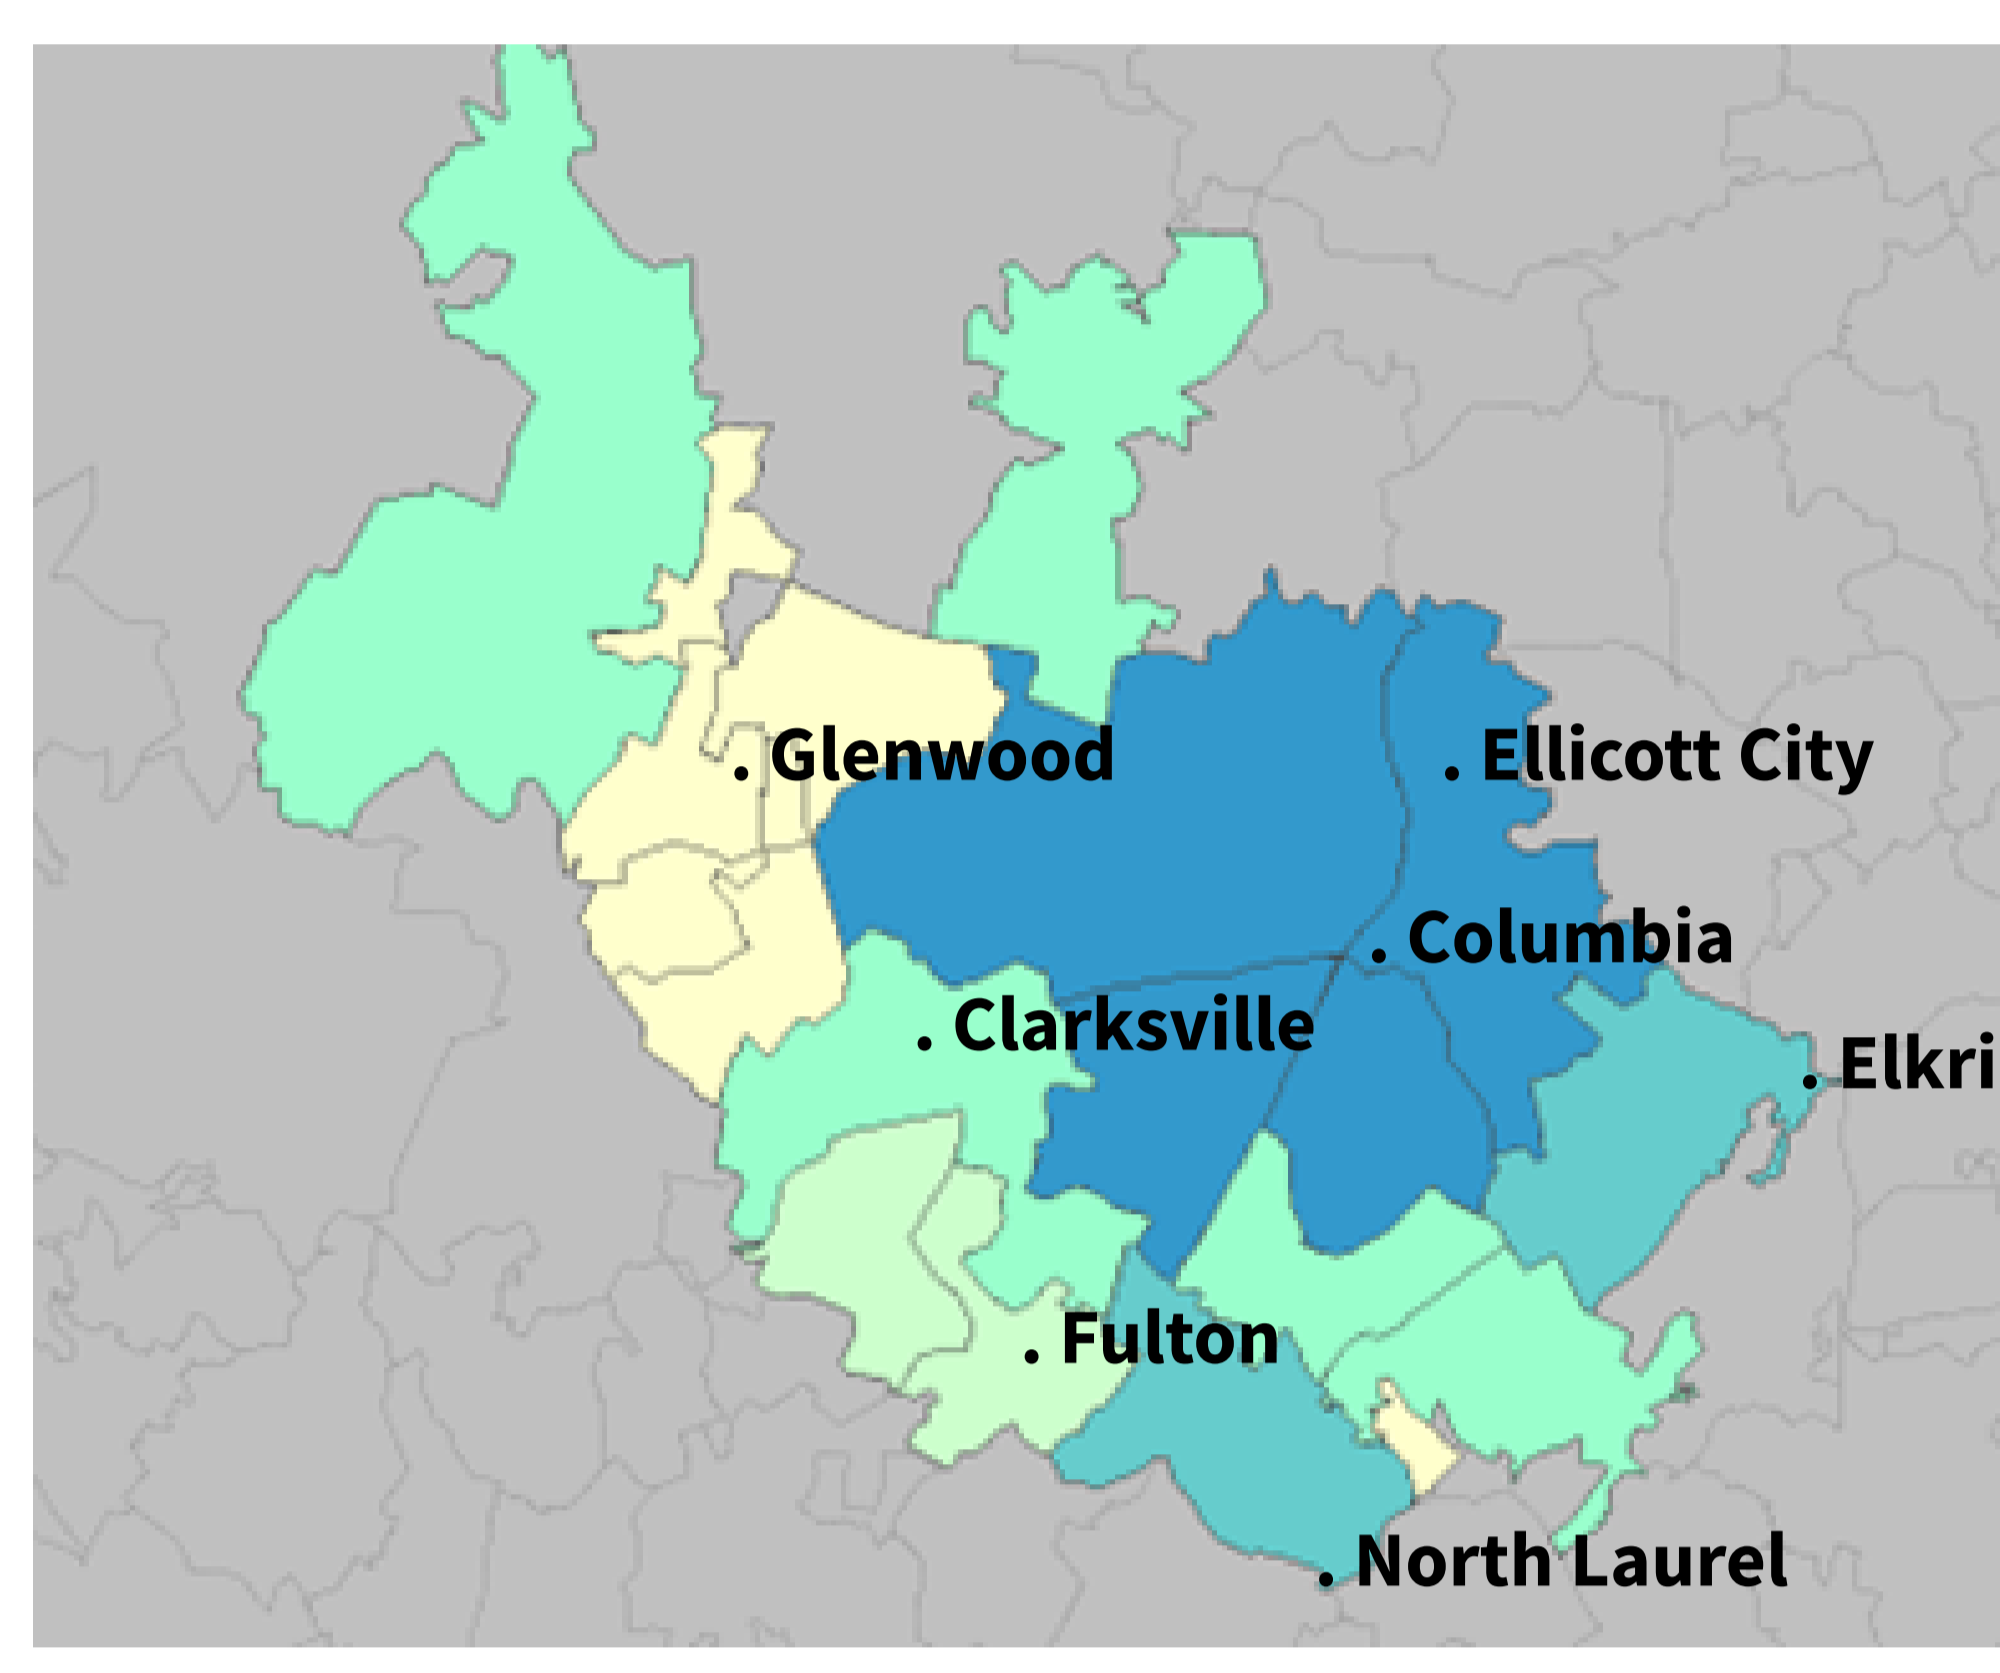 . Glenwood
. Ellicott City
. Columbia
. Clarksville
. Elkri
. Fulton
. North Laurel